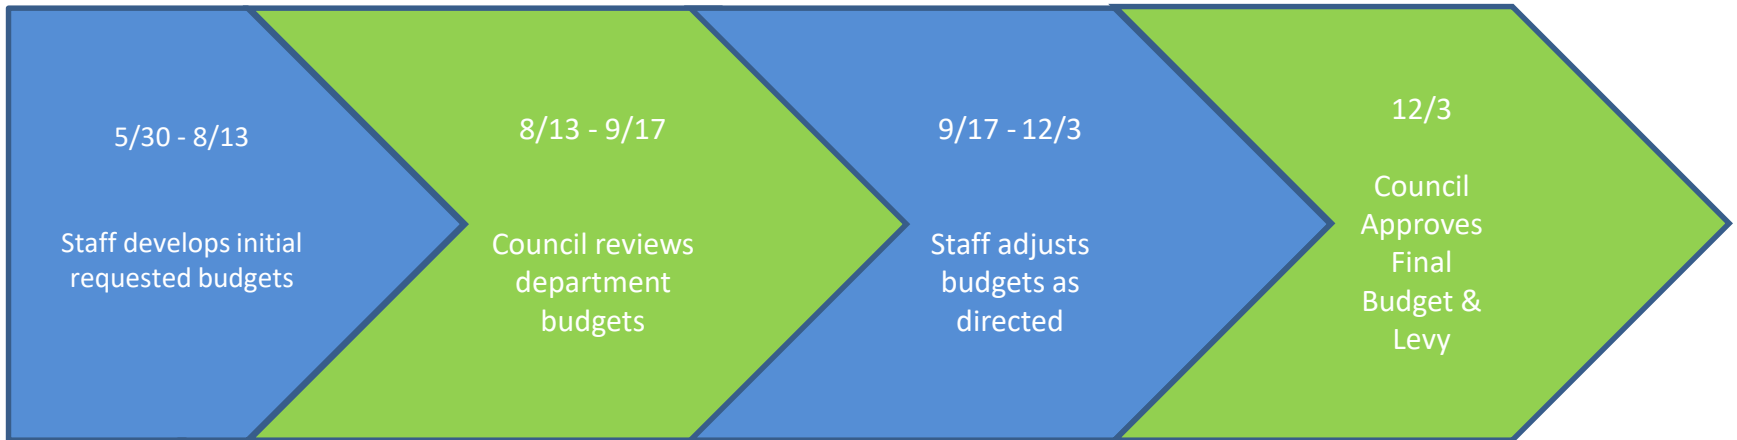 5/30 - 8/13
Staff develops initial
requested budgets
8/13 - 9/17
Council reviews
department
budgets
9/17 - 12/3
Staff adjusts
budgets as
directed
12/3
Council
Approves
Final
Budget &
Levy